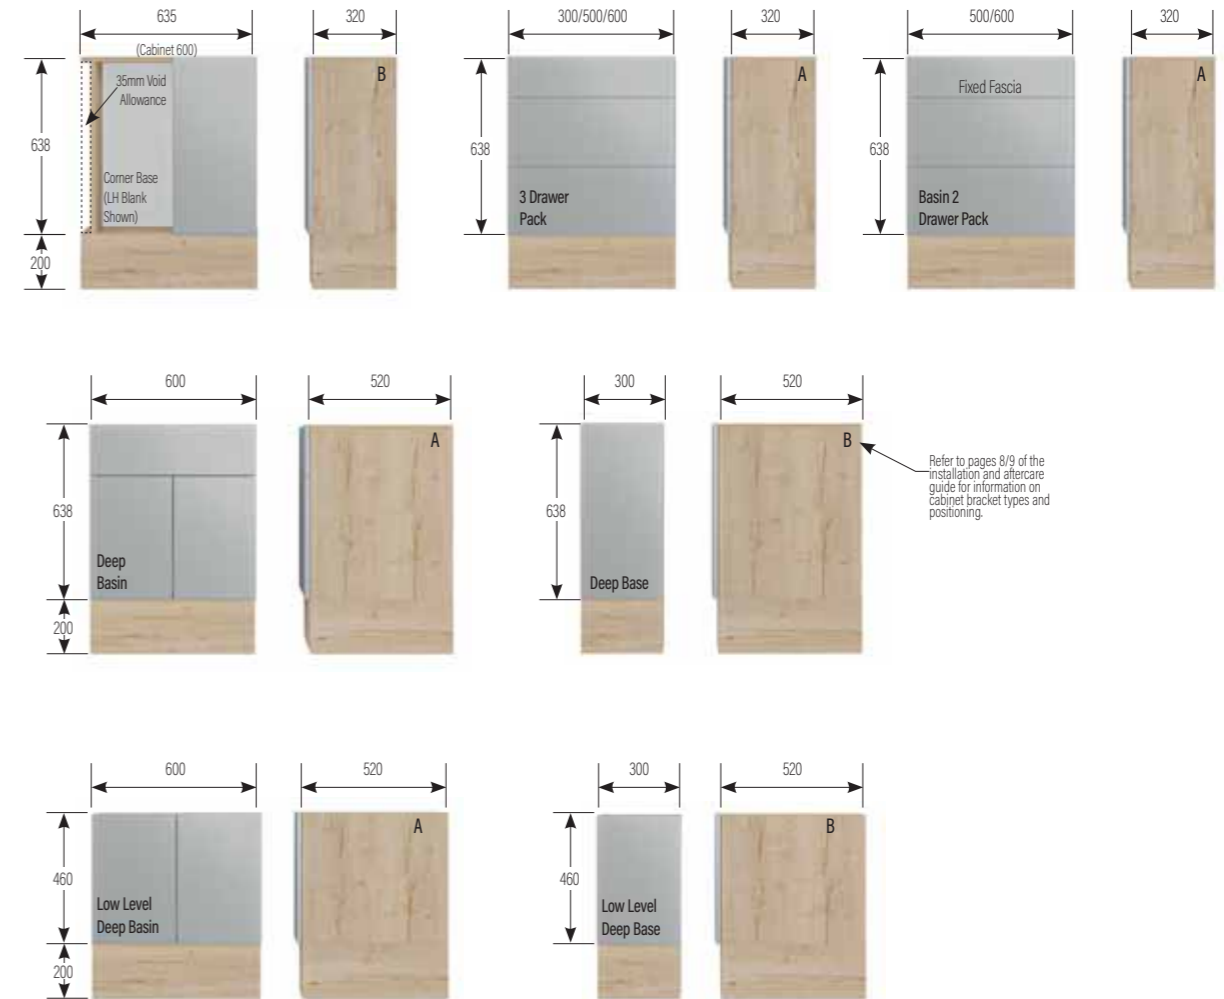 635
320
300/500/600
320
500/600
320
(Cabinet 600)
B
A
A
35mm Void
Allowance
Fixed Fascia
638
638
638
Corner Base
(LH Blank
Shown)
3 Drawer
Pack
Basin 2
Drawer Pack
200
600
520
300
520
A
B
Refer to pages 8/9 of the
installation and aftercare
guide for information on
cabinet bracket types and
positioning.
638
638
Deep
Basin
Deep Base
200
600
520
300
520
A
B
460
460
Low Level
Deep Basin
Low Level
Deep Base
200